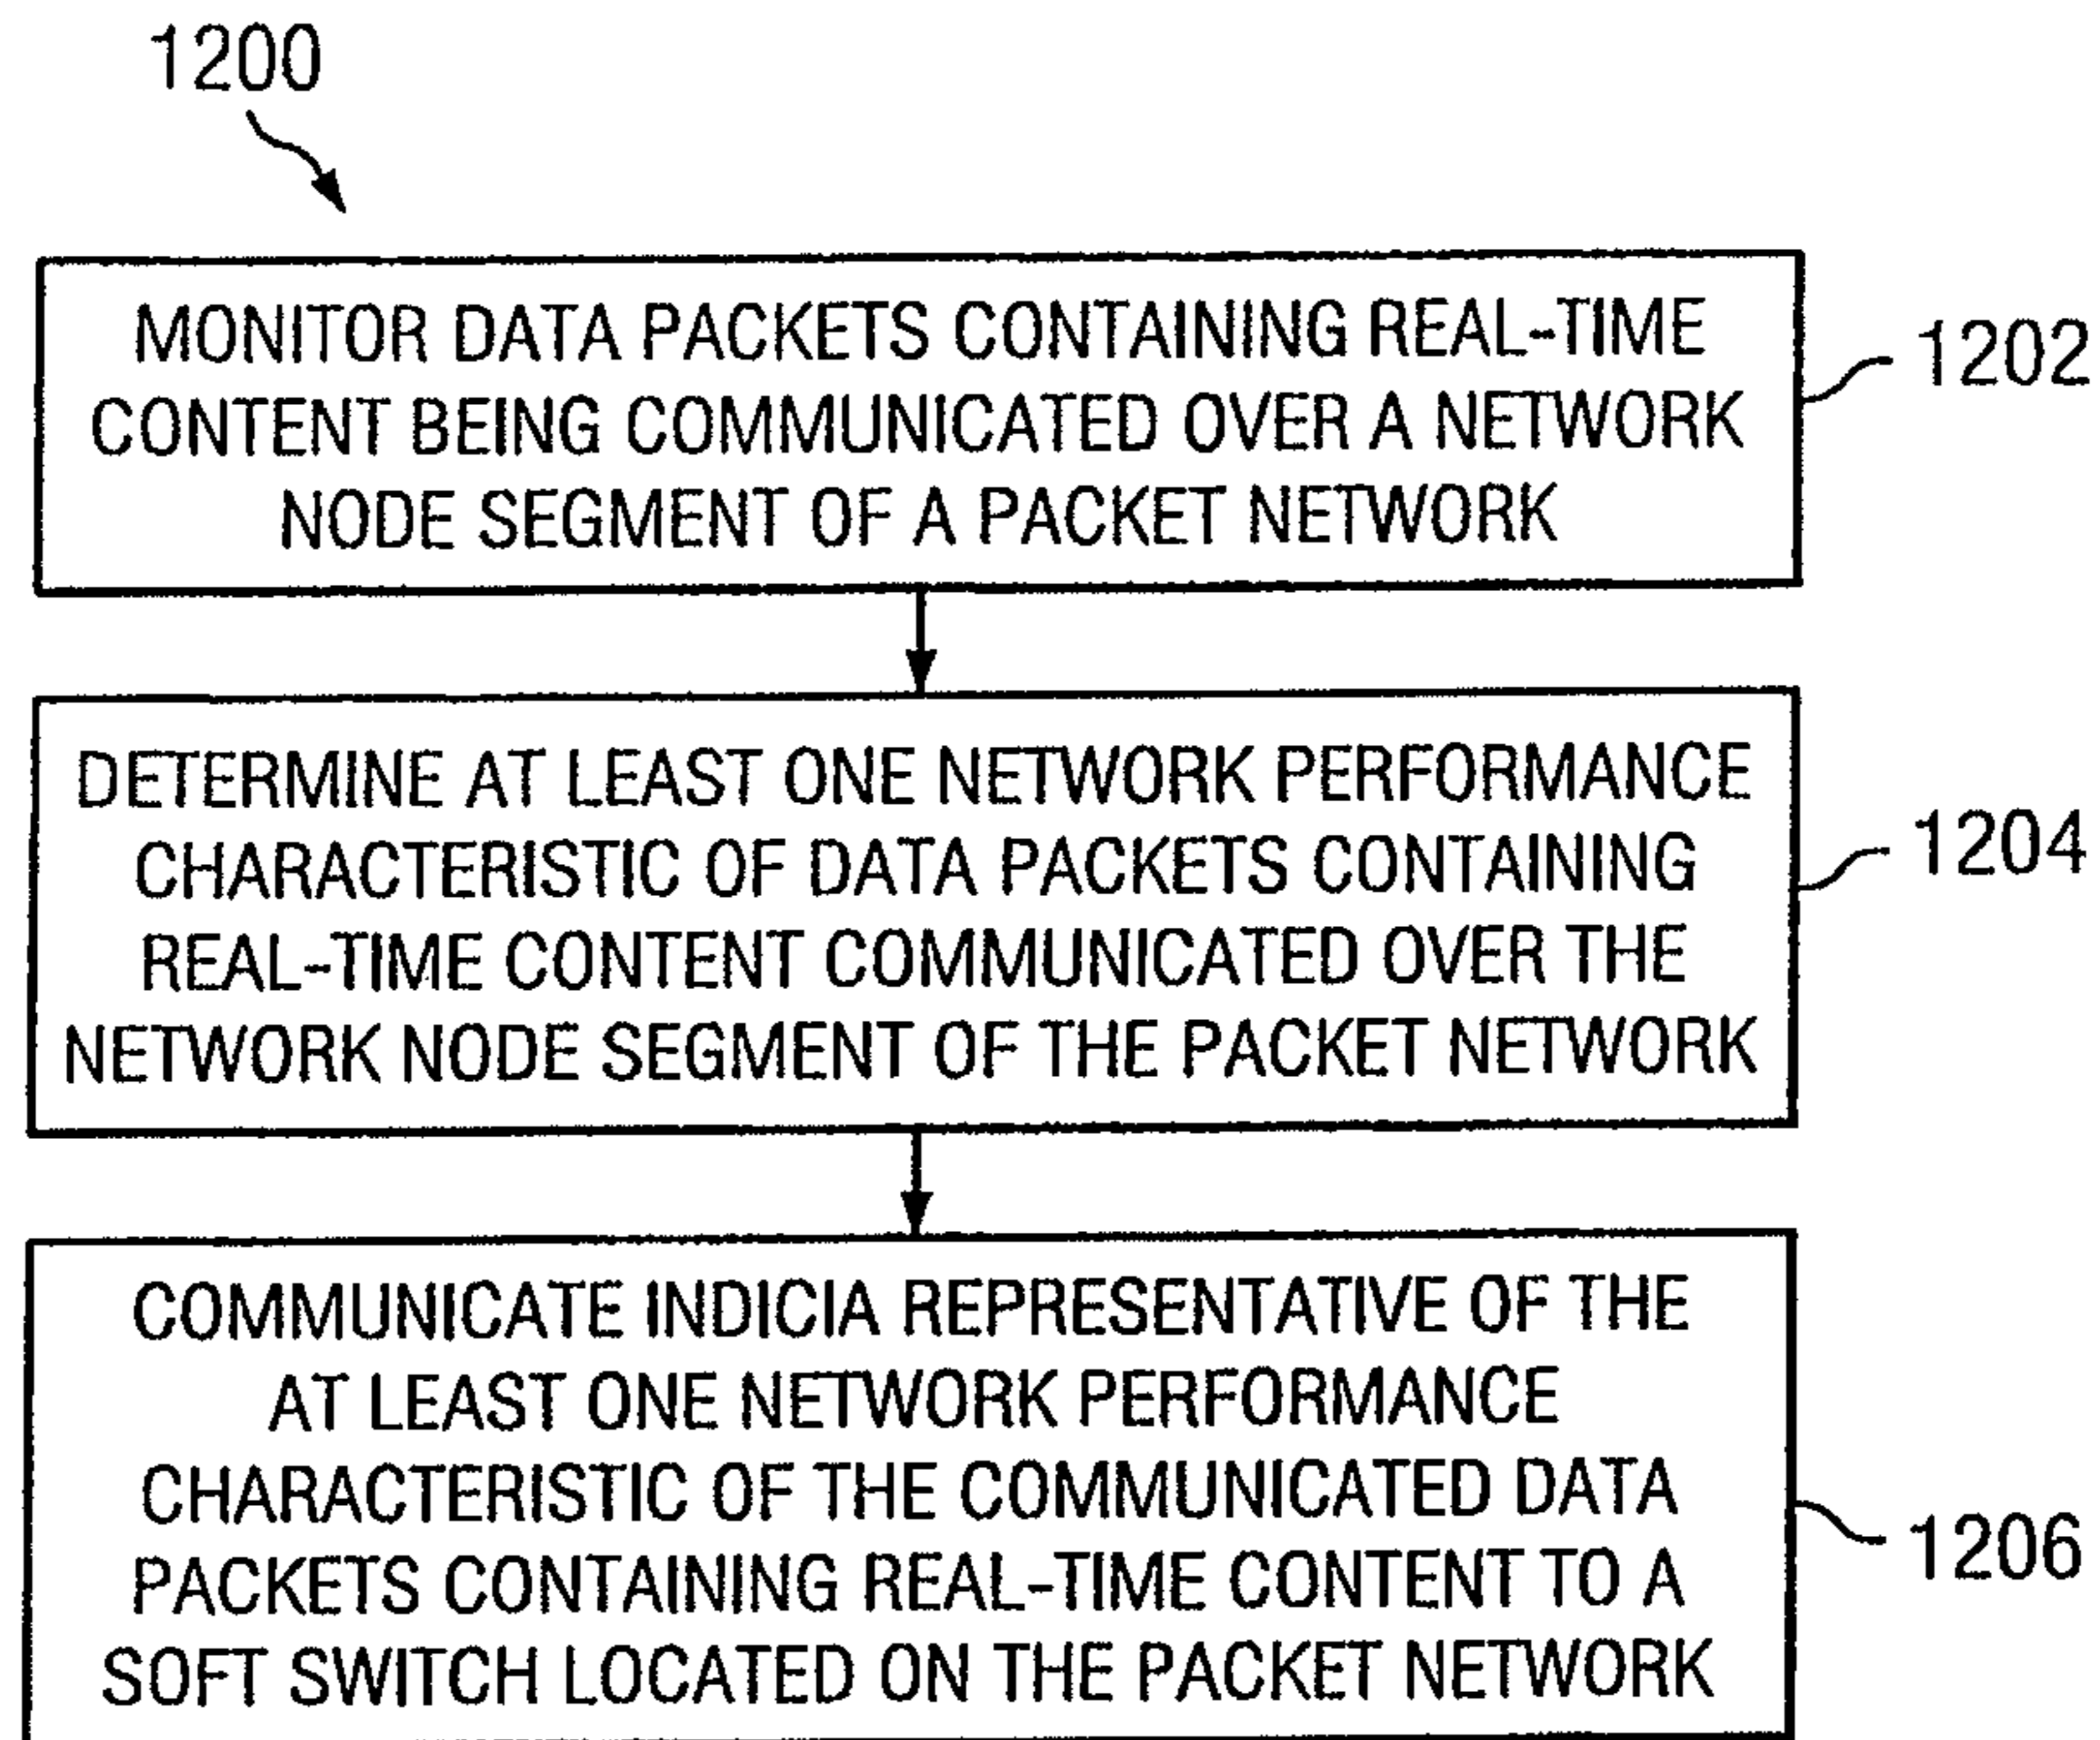 1200
MONITOR DATA PACKETS CONTAINING REAL-TIME
CONTENT BEING COMMUNICATED OVER A NETWORK
NODE SEGMENT OF A PACKET NETWORK
1202
DETERMINE AT LEAST ONE NETWORK PERFORMANCE
CHARACTERISTIC OF DATA PACKETS CONTAINING
REAL-TIME CONTENT COMMUNICATED OVER THE
NETWORK NODE SEGMENT OF THE PACKET NETWORK
1204
COMMUNICATE INDICIA REPRESENTATIVE OF THE
AT LEAST ONE NETWORK PERFORMANCE
CHARACTERISTIC OF THE COMMUNICATED DATA
PACKETS CONTAINING REAL-TIME CONTENT TO A
SOFT SWITCH LOCATED ON THE PACKET NETWORK
1206